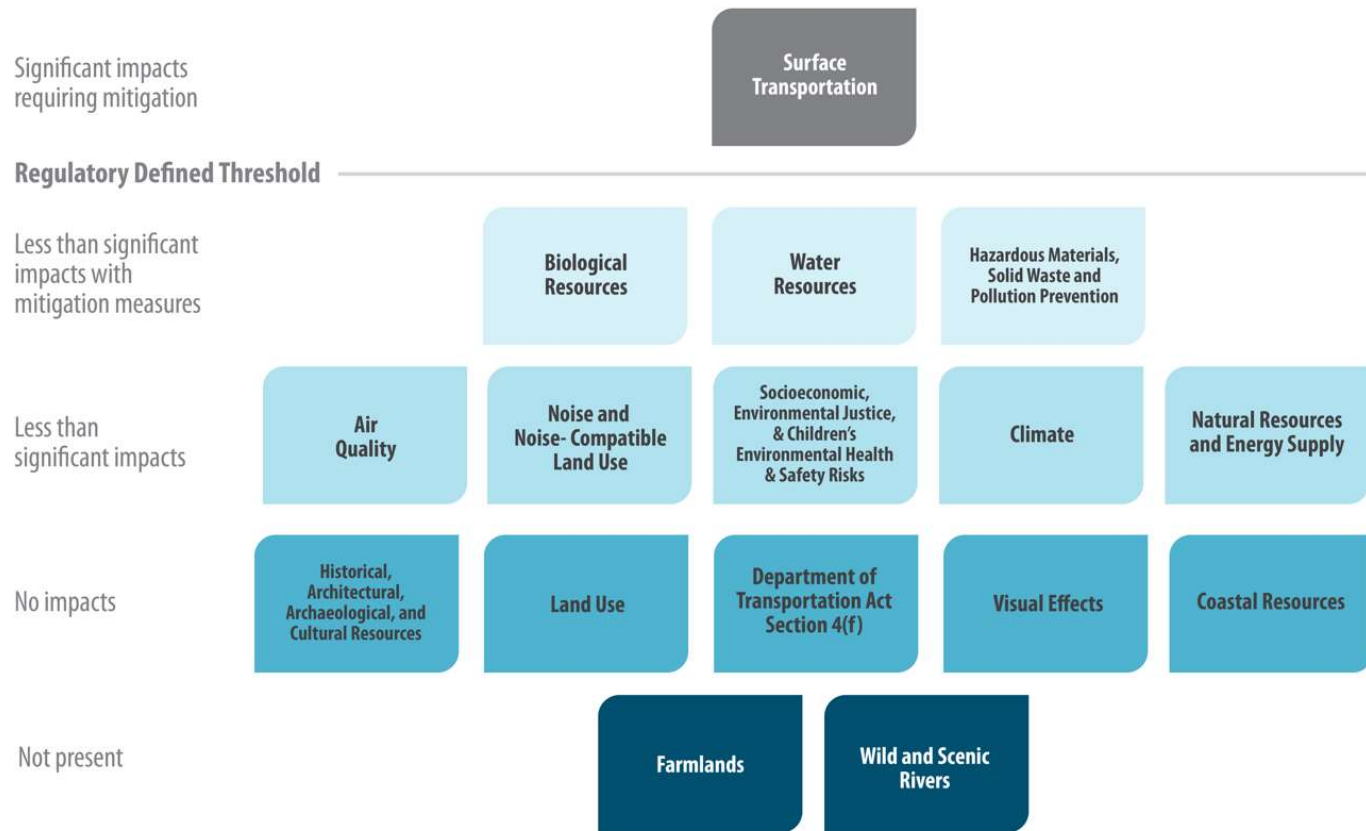 Significant impacts
requiring mitigation
Surface
Transportation
Regulatory Defined Threshold
Less than significant
impacts with
mitigation measures
Biological
Resources
Water
Resources
Hazardous Materials,
Solid Waste and
Pollution Prevention
Less than
significant impacts
Air
Quality
Noise and
Noise- Compatible
Land Use
Socioeconomic,
Environmental Justice,
& Children’s
Environmental Health
& Safety Risks
Climate
Natural Resources
and Energy Supply
No impacts
Historical,
Architectural,
Archaeological, and
Cultural Resources
Land Use
Department of
Transportation Act
Section 4(f)
Visual Effects
Coastal Resources
Not present
Farmlands
Wild and Scenic
Rivers